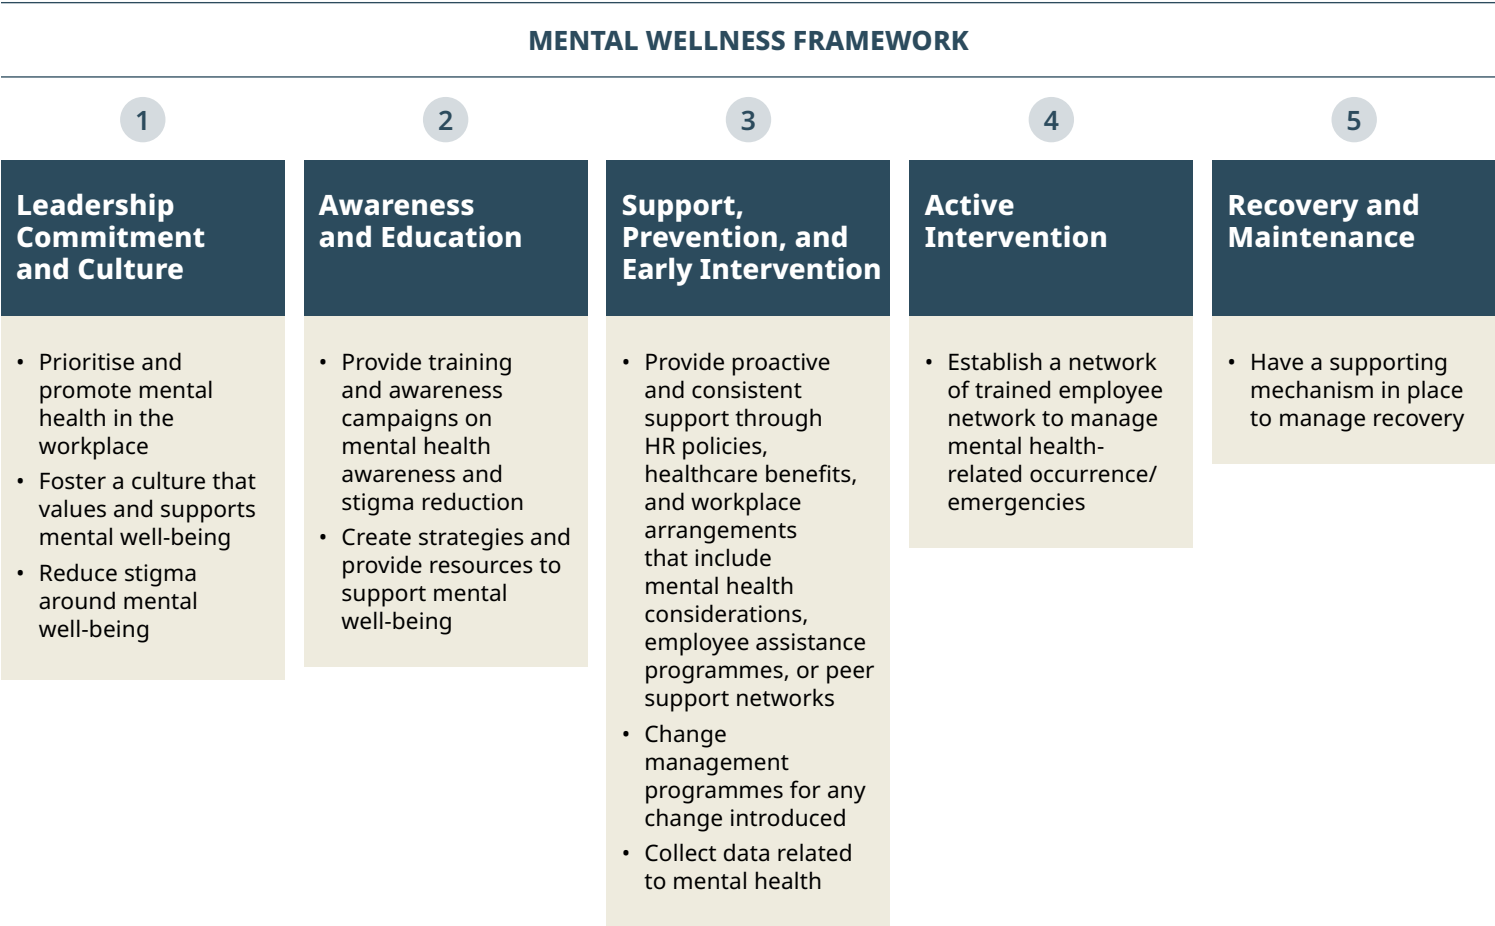 MENTAL WELLNESS FRAMEWORK
1
Leadership
Commitment
and Culture
• Prioritise and
promote mental
health in the
workplace
• Foster a culture that
values and supports
mental well-being
• Reduce stigma
around mental
well-being
2
Awareness
and Education
• Provide training
and awareness
campaigns on
mental health
awareness and
stigma reduction
• Create strategies and
provide resources to
support mental
well-being
3
Support,
Prevention, and
Early Intervention
• Provide proactive
and consistent
support through
HR policies,
healthcare benefits,
and workplace
arrangements
that include
mental health
considerations,
employee assistance
programmes, or peer
support networks
• Change
management
programmes for any
change introduced
• Collect data related
to mental health
4
Active
Intervention
• Establish a network
of trained employee
network to manage
mental health-
related occurrence/
emergencies
5
Recovery and
Maintenance
• Have a supporting
mechanism in place
to manage recovery